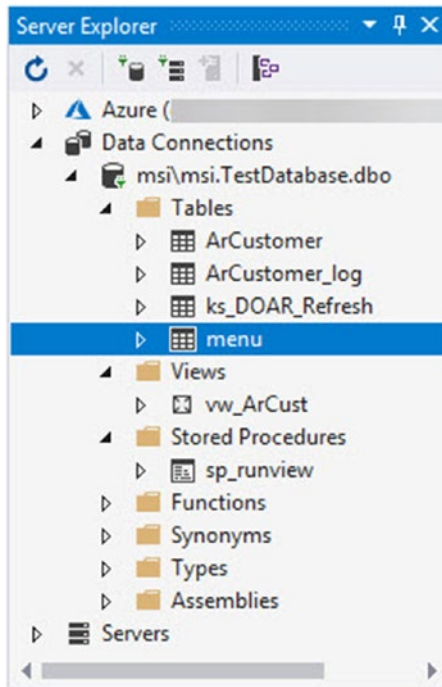 Server Explorer
Azure (
Data Connections
msi\msi.TestDatabase.dbo
Tables
ArCustomer
ArCustomer_log
ks_DOAR_Refresh
menu
Views
vw_ArCust
Stored Procedures
sp_runview
Functions
Synonyms
Types
Assemblies
Servers